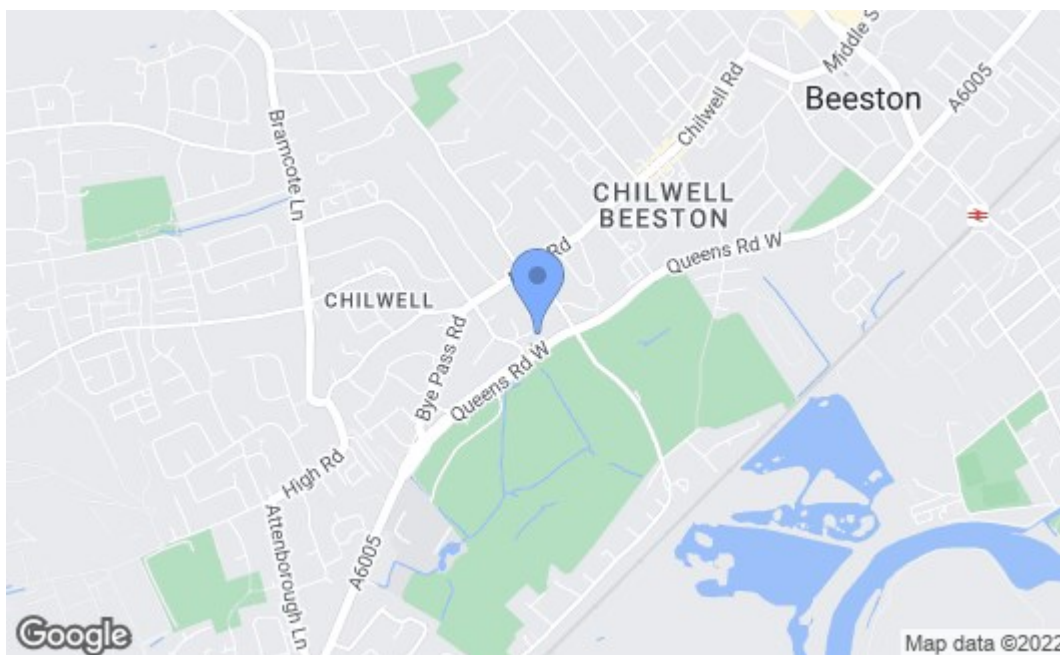 Middle S
A6005
Beeston
Chilwell Rd
Bramcote Ln
CHILWELL
BEESTON
Rd
Queens Rd W
CHILWELL
Bye Pass Rd
Queens Rd W
High Rd
Attenborough Ln
A6005
Google
Map data ©2022